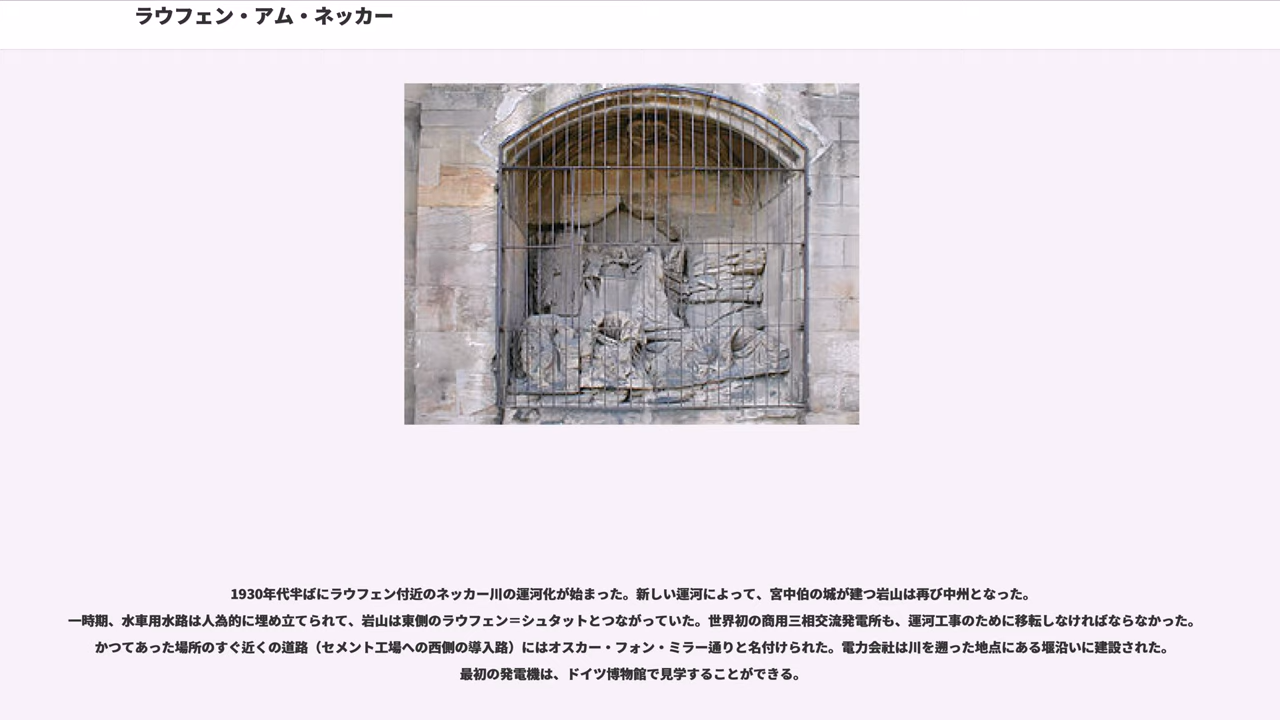 ラウフェン・アム・ネッカー
1930年代半ばにラウフェン付近のネッカー川の運河化が始まった。新しい運河によって、宮中伯の城が建つ岩山は再び中州となった。
一時期、水車用水路は人為的に埋め立てられて、岩山は東側のラウフェン＝シュタットとつながっていた。世界初の商用三相交流発電所も、運河工事のために移転しなければならなかった。
かつてあった場所のすぐ近くの道路（セメント工場への西側の導入路）にはオスカー・フォン・ミラー通りと名付けられた。電力会社は川を遡った地点にある堰沿いに建設された。
最初の発電機は、ドイツ博物館で見学することができる。